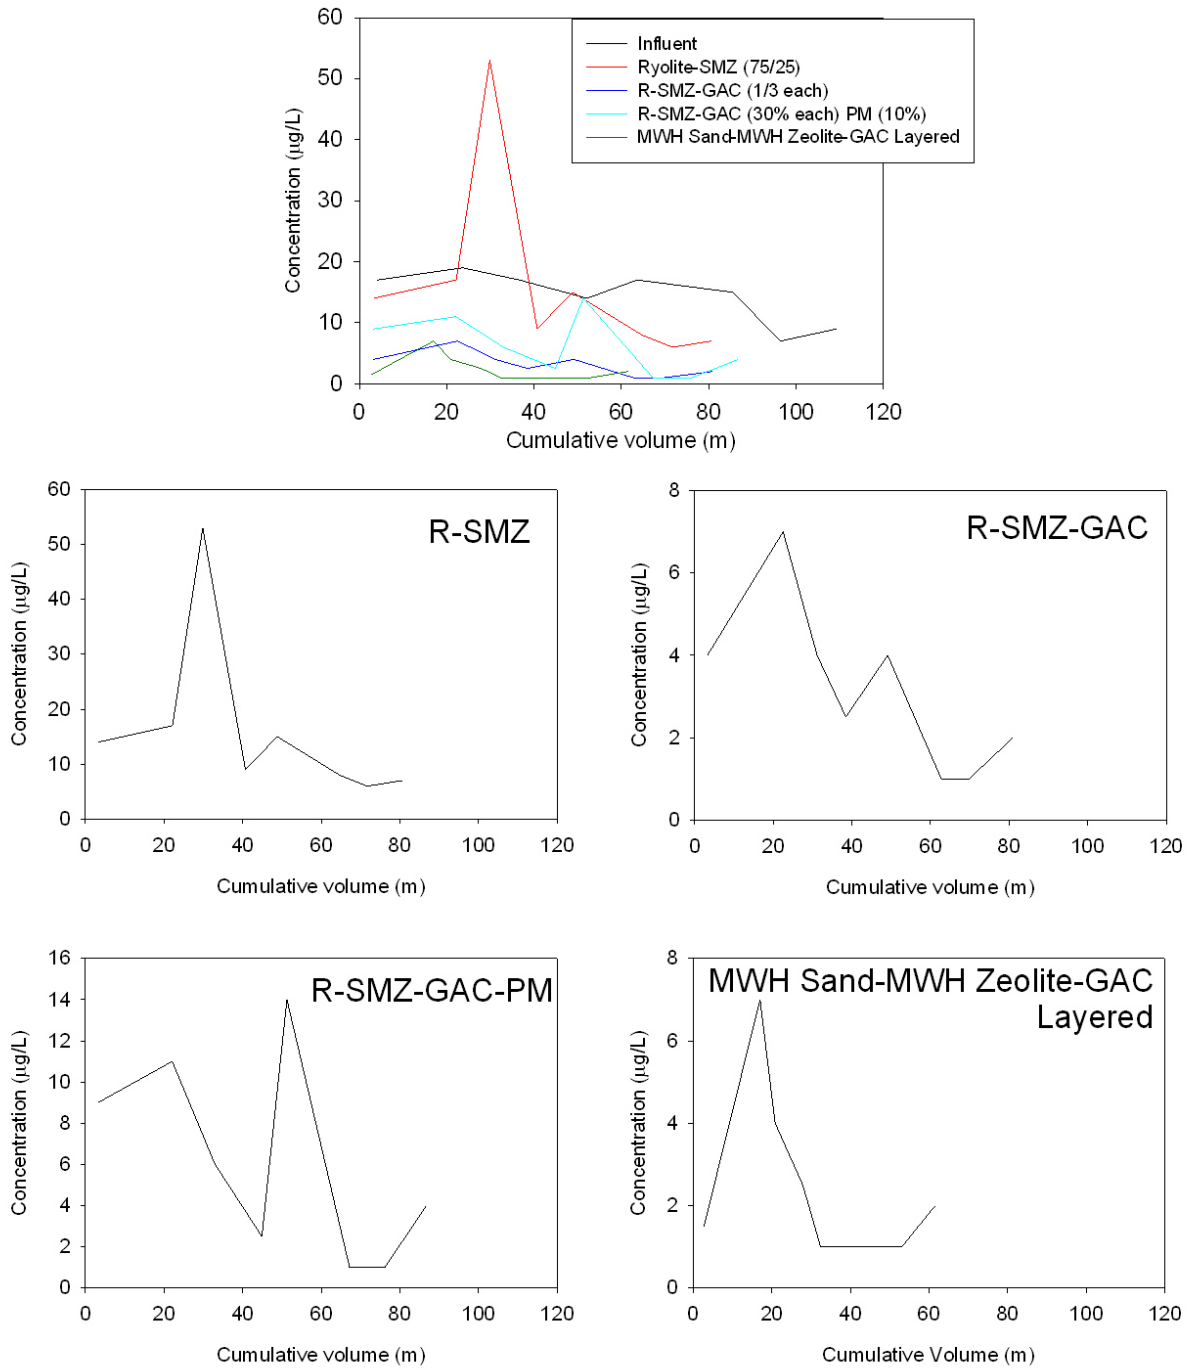 60
50
40
30
20
10
0
Concentration (µg/L)
Influent
Ryolite-SMZ (75/25)
R-SMZ-GAC (1/3 each)
R-SMZ-GAC (30% each) PM (10%)
MWH Sand-MWH Zeolite-GAC Layered
0 20 40 60 80 100 120
Cumulative volume (m)
60
50
40
30
20
10
0
Concentration (µg/L)
R-SMZ
0 20 40 60 80 100 120
Cumulative volume (m)
8
6
4
2
0
Concentration (µg/L)
R-SMZ-GAC
0 20 40 60 80 100 120
Cumulative volume (m)
16
14
12
10
8
6
4
2
0
Concentration (µg/L)
R-SMZ-GAC-PM
0 20 40 60 80 100 120
Cumulative volume (m)
8
6
4
2
0
Concentration (µg/L)
MWH Sand-MWH Zeolite-GAC
Layered
0 20 40 60 80 100 120
Cumulative Volume (m)